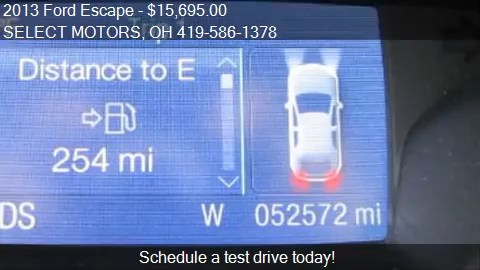 2013 Ford Escape - $15,695.00
SELECT MOTORS, OH 419-586-1378
Distance to E
254 mi
DS W 052572 mi
Schedule a test drive today!